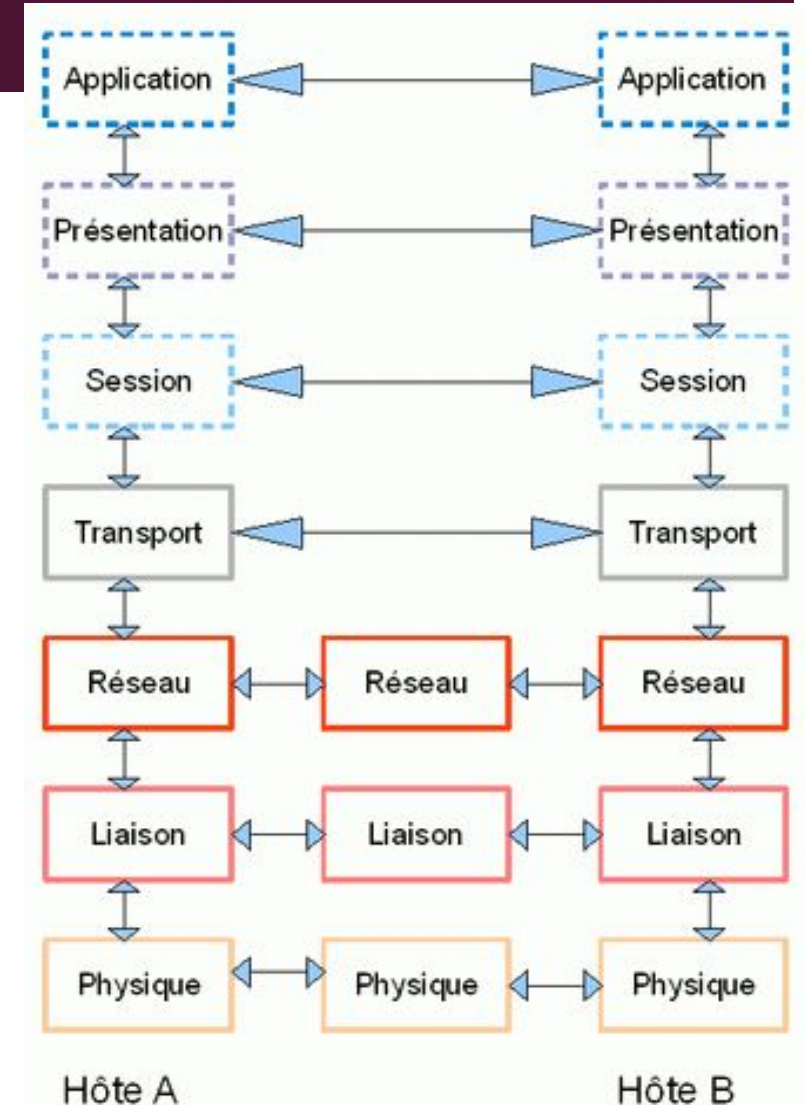 Application Application
Présentation Présentation
Session Session
Transport Transport
Réseau Réseau Réseau
Liaison Liaison Liaison
Physique Physique Physique
Hôte A Hôte B